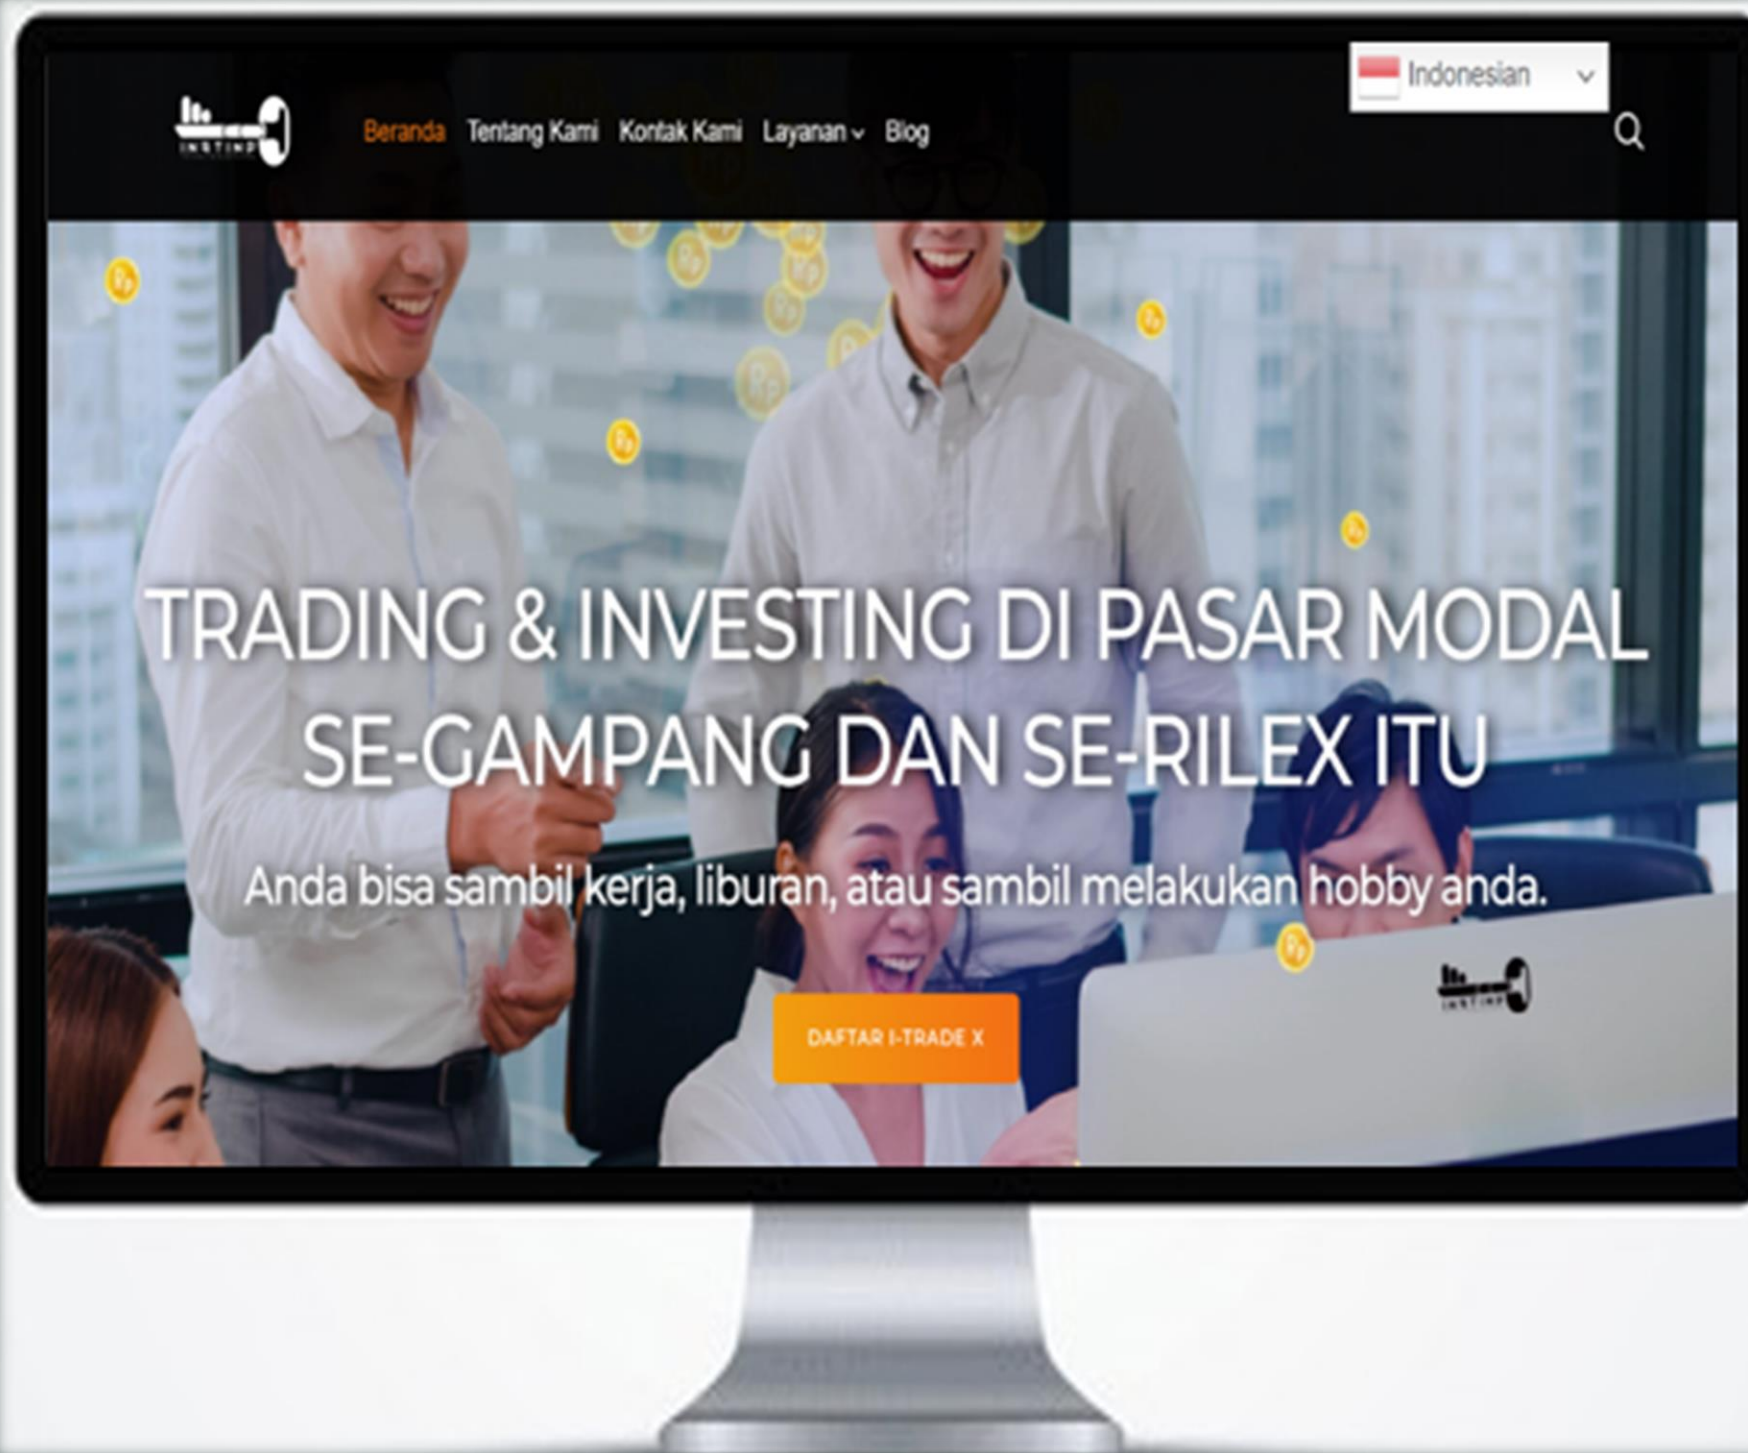 Indonesian
Beranda Tentang Kami Kontak Kami Layanan Blog
TRADING & INVESTING DI PASAR MODAL
SE-GAMPANG DAN SE-RILEX ITU
Anda bisa sambil kerja, liburan, atau sambil melakukan hobby anda.
DAFTAR I-TRADE X